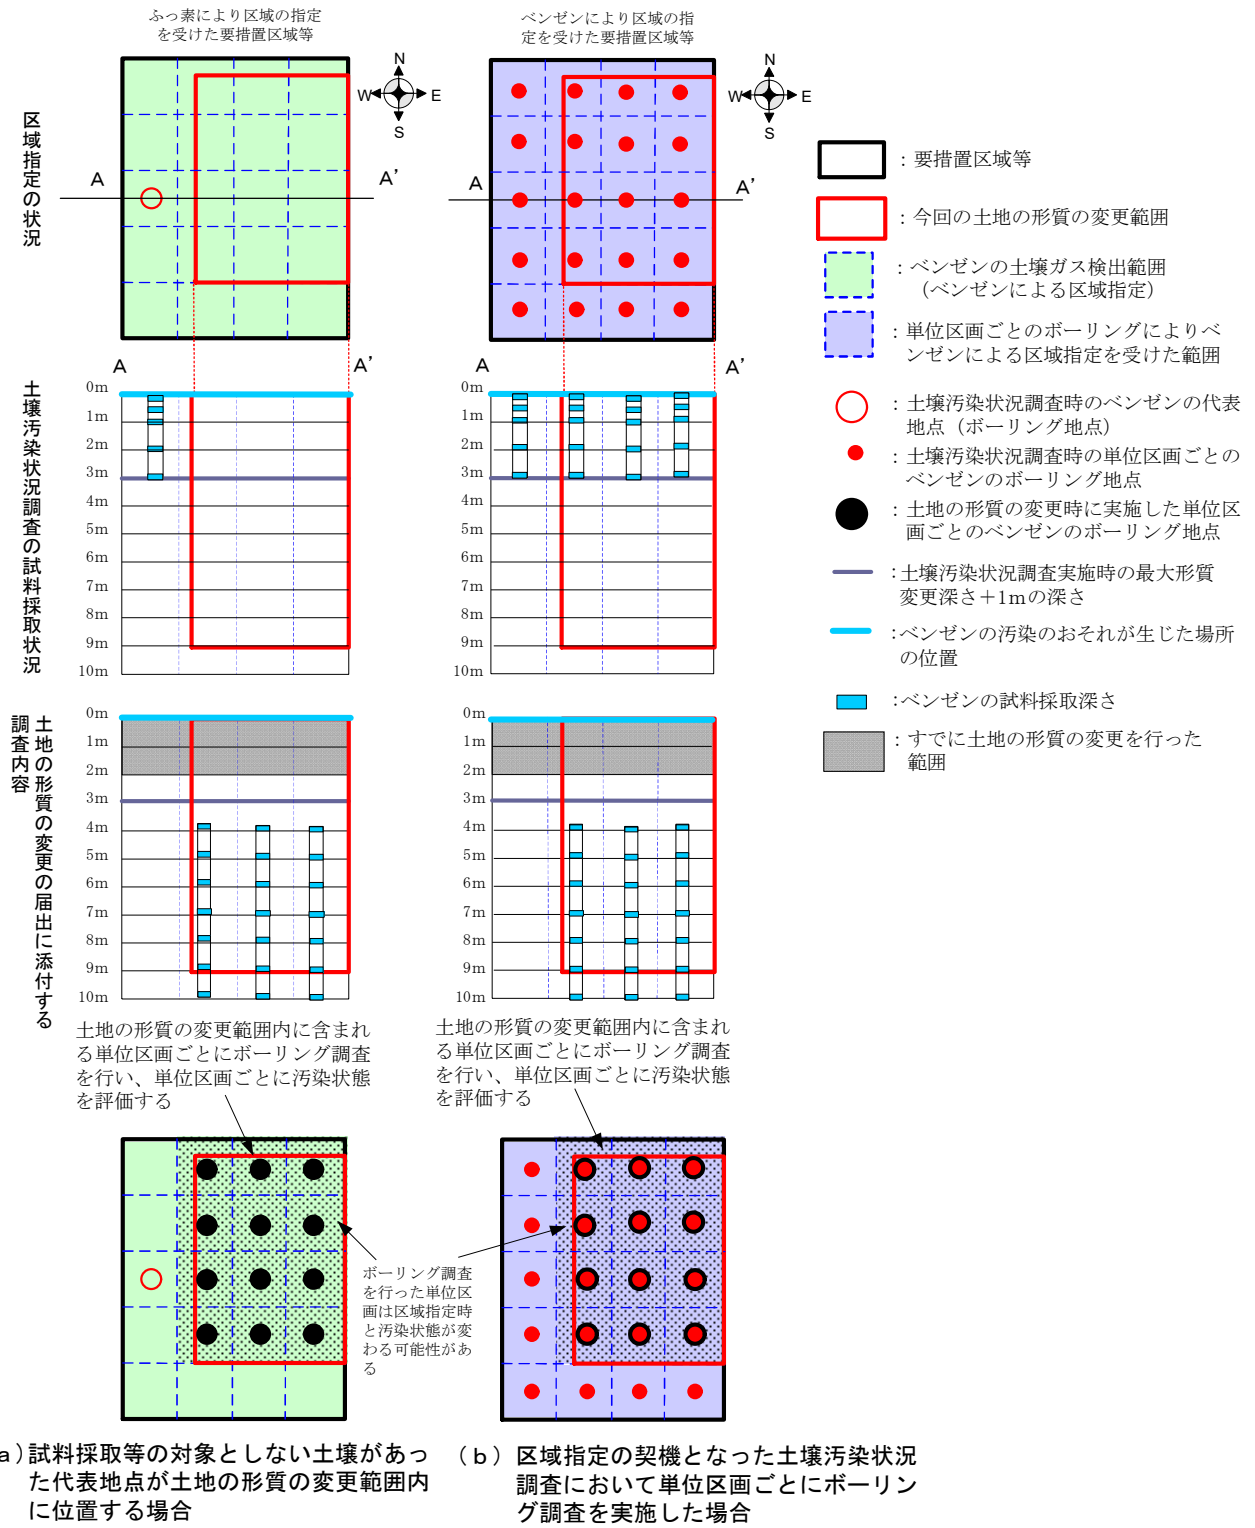 ふっ素により区域の指定
を受けた要措置区域等
ベンゼンにより区域の指
定を受けた要措置区域等
N
W
E
S
N
W
E
S
区域指定の状況
A
A'
A
A'
：要措置区域等
：今回の土地の形質の変更範囲
：ベンゼンの土壌ガス検出範囲
（ベンゼンによる区域指定）
：単位区画ごとのボーリングによりベ
ンゼンによる区域指定を受けた範囲
：土壌汚染状況調査時のベンゼンの代表
地点（ボーリング地点）
：土壌汚染状況調査時の単位区画ごとの
ベンゼンのボーリング地点
：土地の形質の変更時に実施した単位区
画ごとのベンゼンのボーリング地点
：土壌汚染状況調査実施時の最大形質
変更深さ＋1mの深さ
：ベンゼンの汚染のおそれが生じた場所
の位置
：ベンゼンの試料採取深さ
：すでに土地の形質の変更を行った
範囲
土壌汚染状況調査の試料採取状況
A
A'
0m
1m
2m
3m
4m
5m
6m
7m
8m
9m
10m
A
A'
0m
1m
2m
3m
4m
5m
6m
7m
8m
9m
10m
土地の形質の変更の届出に添付する
調査内容
0m
1m
2m
3m
4m
5m
6m
7m
8m
9m
10m
0m
1m
2m
3m
4m
5m
6m
7m
8m
9m
10m
土地の形質の変更範囲内に含まれ
る単位区画ごとにボーリング調査
を行い、単位区画ごとに汚染状態
を評価する
土地の形質の変更範囲内に含まれ
る単位区画ごとにボーリング調査
を行い、単位区画ごとに汚染状態
を評価する
ボーリング調査
を行った単位区
画は区域指定時
と汚染状態が変
わる可能性があ
る
a）試料採取等の対象としない土壌があっ
た代表地点が土地の形質の変更範囲内
に位置する場合
（b）区域指定の契機となった土壌汚染状況
調査において単位区画ごとにボーリン
グ調査を実施した場合